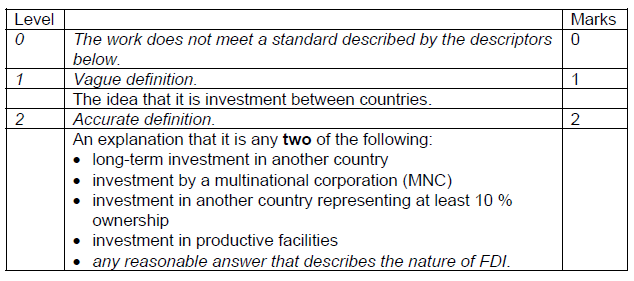 Level Marks
0 The work does not meet a standard described by the descriptors 0
below.
1 Vague definition. 1
The idea that it is investment between countries.
2 Accurate definition. 2
An explanation that it is any two of the following:
• long-term investment in another country
• investment by a multinational corporation (MNC)
• investment in another country representing at least 10 %
ownership
• investment in productive facilities
• any reasonable answer that describes the nature of FDI.